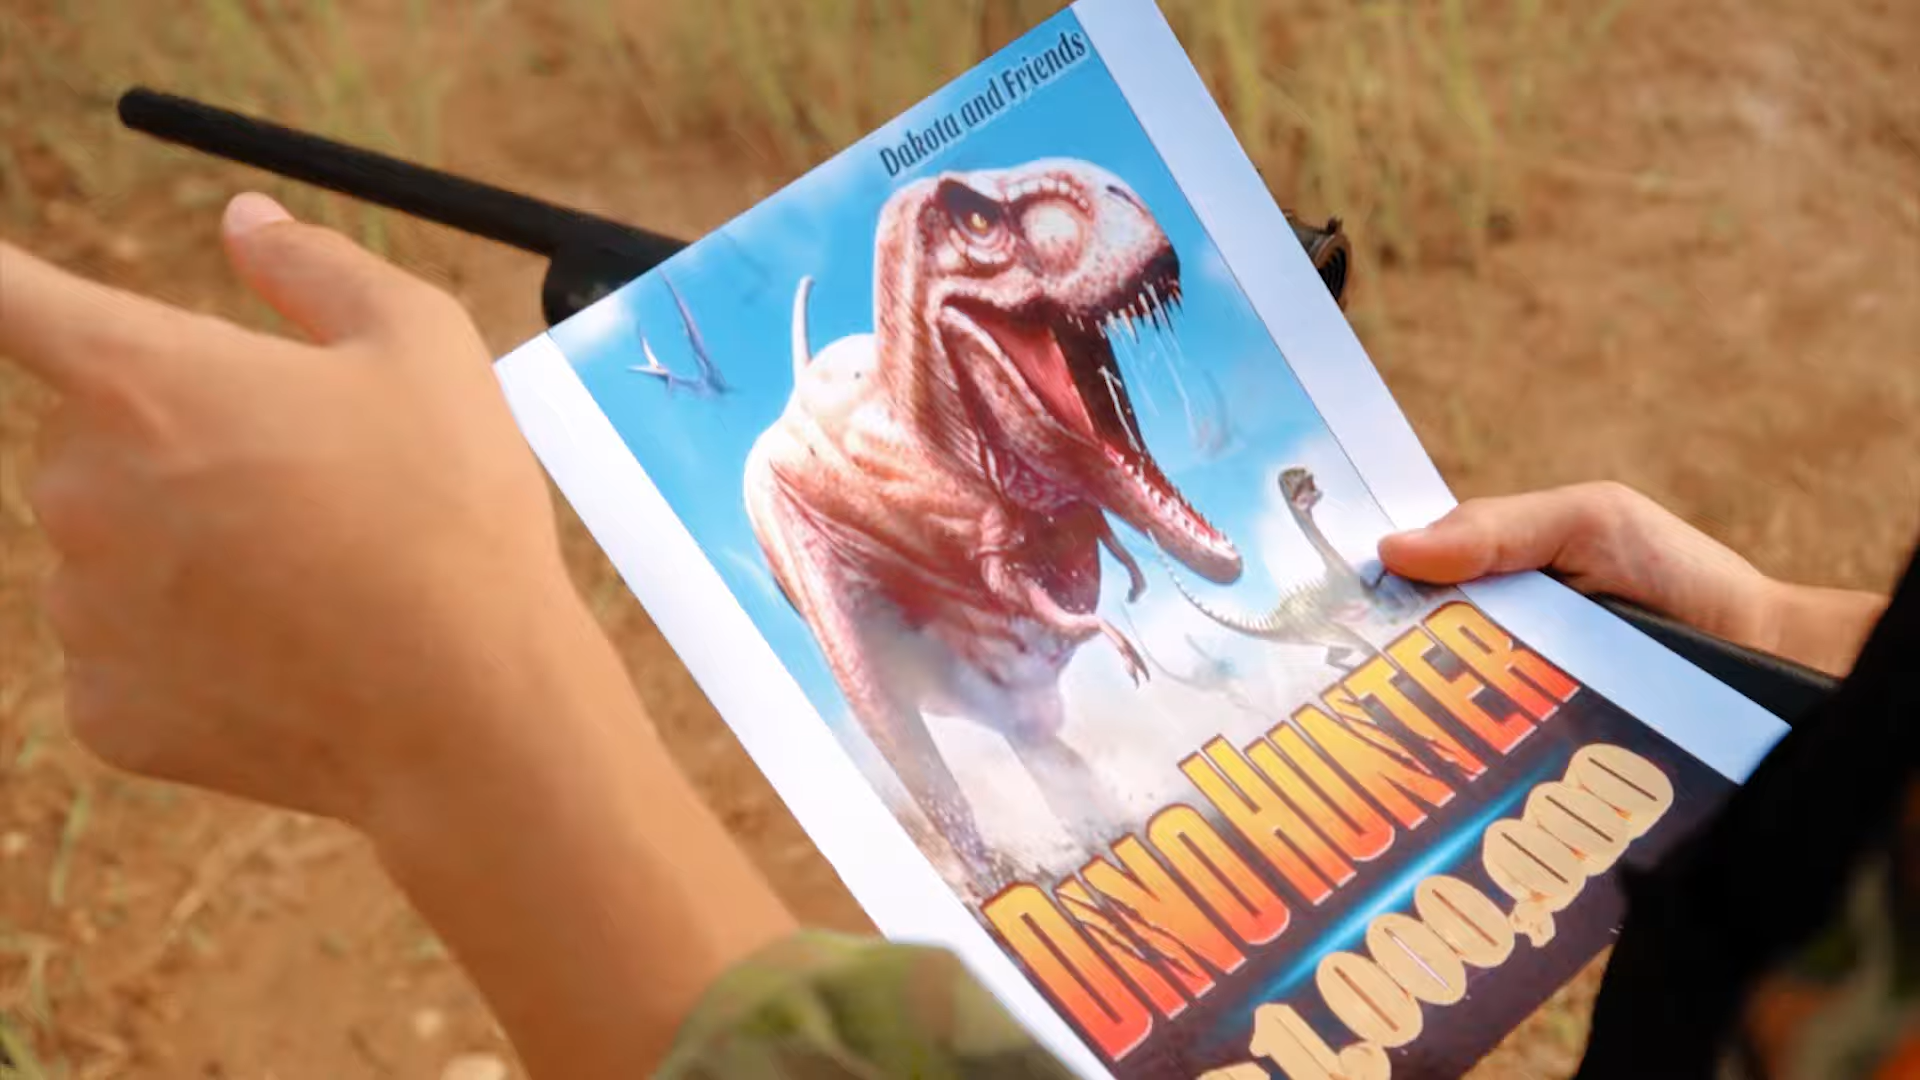 Dakota and Friends
DINO HUNTER
$1,000,000